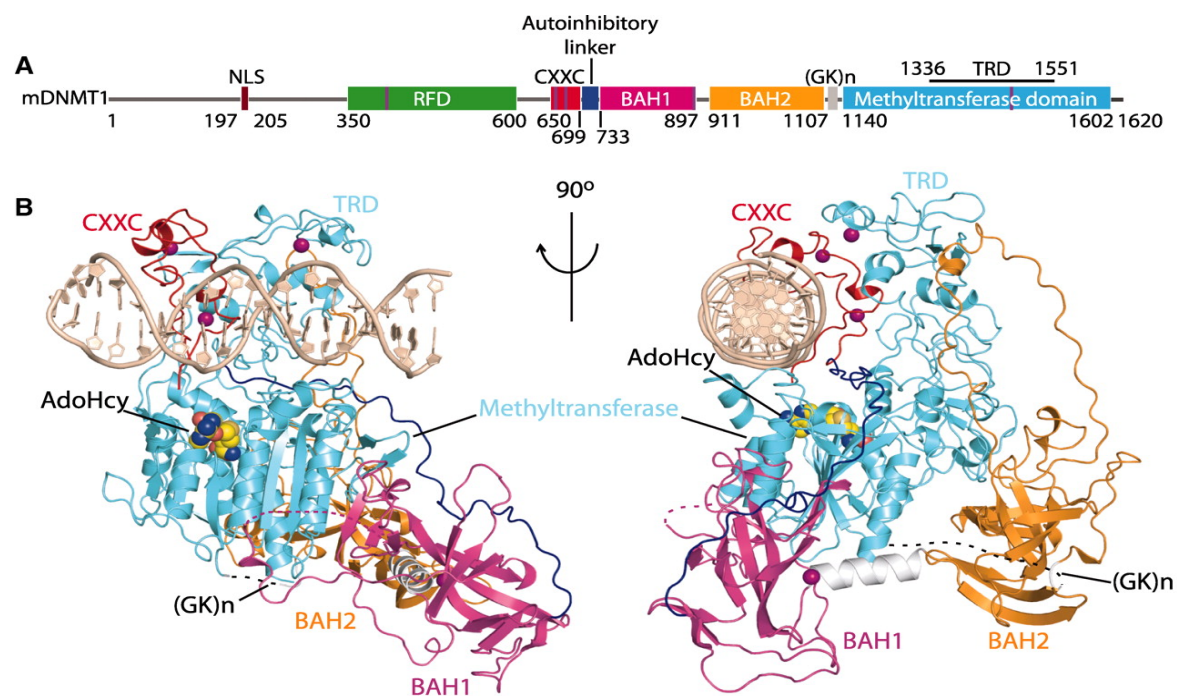 Autoinhibitory
linker
A
NLS
CXXC
(GK)n
1336 TRD 1551
mDNMT1
RFD
BAH1
BAH2
Methyltransferase domain
1 197 205 350 600 650 733 897 911 1107 1140 1602 1620
699
B
90º
CXXC
TRD
CXXC
TRD
AdoHcy
AdoHcy
Methyltransferase
(GK)n
BAH2
BAH1
BAH1
BAH2
(GK)n